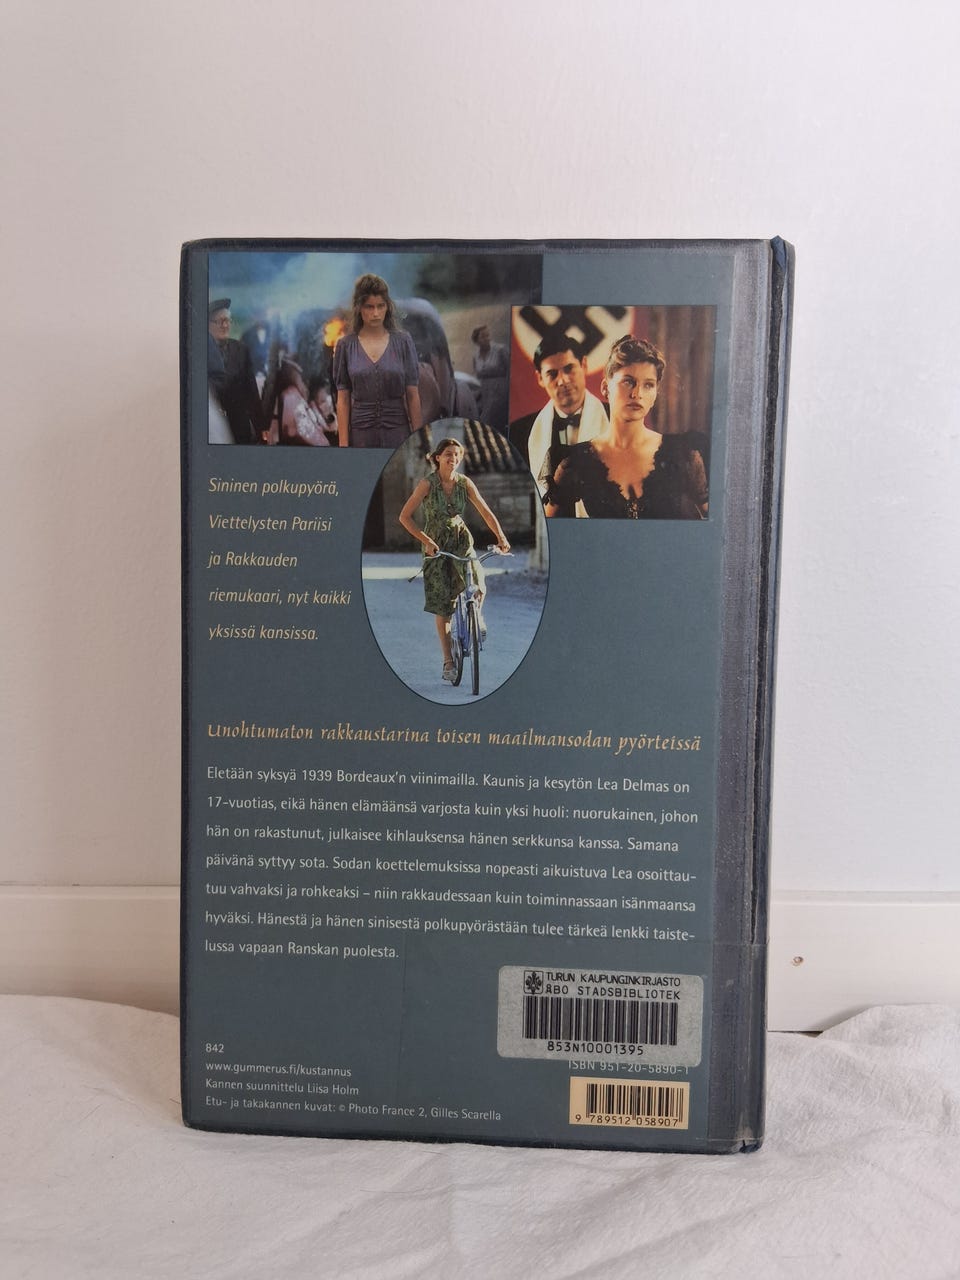 Sininen polkupyörä,
Viettelysten Pariisi
ja Rakkauden
riemukaari, nyt kaikki
yksissä kansissa.
Unohtumaton rakkaustarina toisen maailmansodan pyörteissä
Eletään syksyä 1939 Bordeaux'n viinimailla. Kaunis ja kesytön Lea Delmas on
17-vuotias, eikä hänen elämäänsä varjosta kuin yksi huoli: nuorukainen, johon
hän on rakastunut, julkaisee kihlauksensa hänen serkkunsa kanssa. Samana
päivänä syttyy sota. Sodan koettelemuksissa nopeasti aikuistuva Lea osoittau-
tuu vahvaksi ja rohkeaksi – niin rakkaudessaan kuin toiminnassaan isänmaansa
hyväksi. Hänestä ja hänen sinisestä polkupyörästään tulee tärkeä lenkki taiste-
lussa vapaan Ranskan puolesta.
TURUN KAUPUNGINKIRJASTO
ÅBO STADSBIBLIOTEK
853N10001395
ISBN 951-20-5890-1
9 789512 058907
842
www.gummerus.fi/kustannus
Kannen suunnittelu Liisa Holm
Etu- ja takakannen kuvat: © Photo France 2, Gilles Scarella